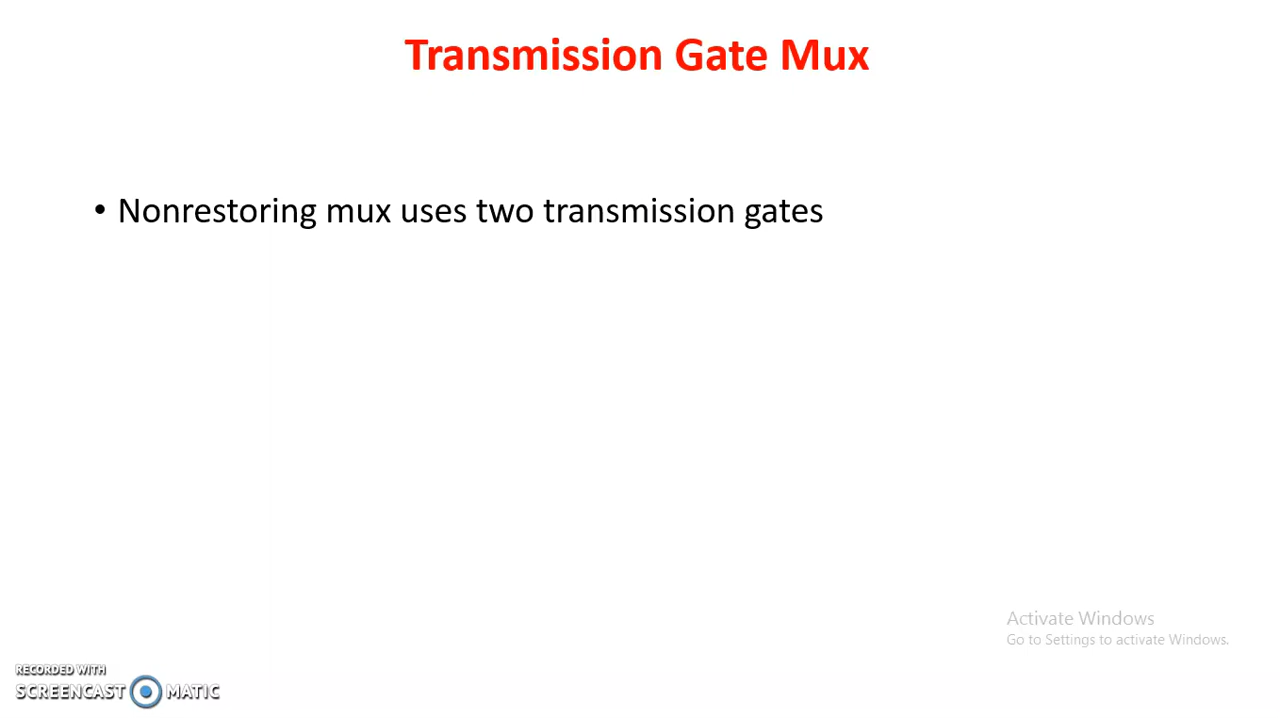 Transmission Gate Mux
• Nonrestoring mux uses two transmission gates
Activate Windows
Go to Settings to activate Windows.
RECORDED WITH
SCREENCAST MATIC